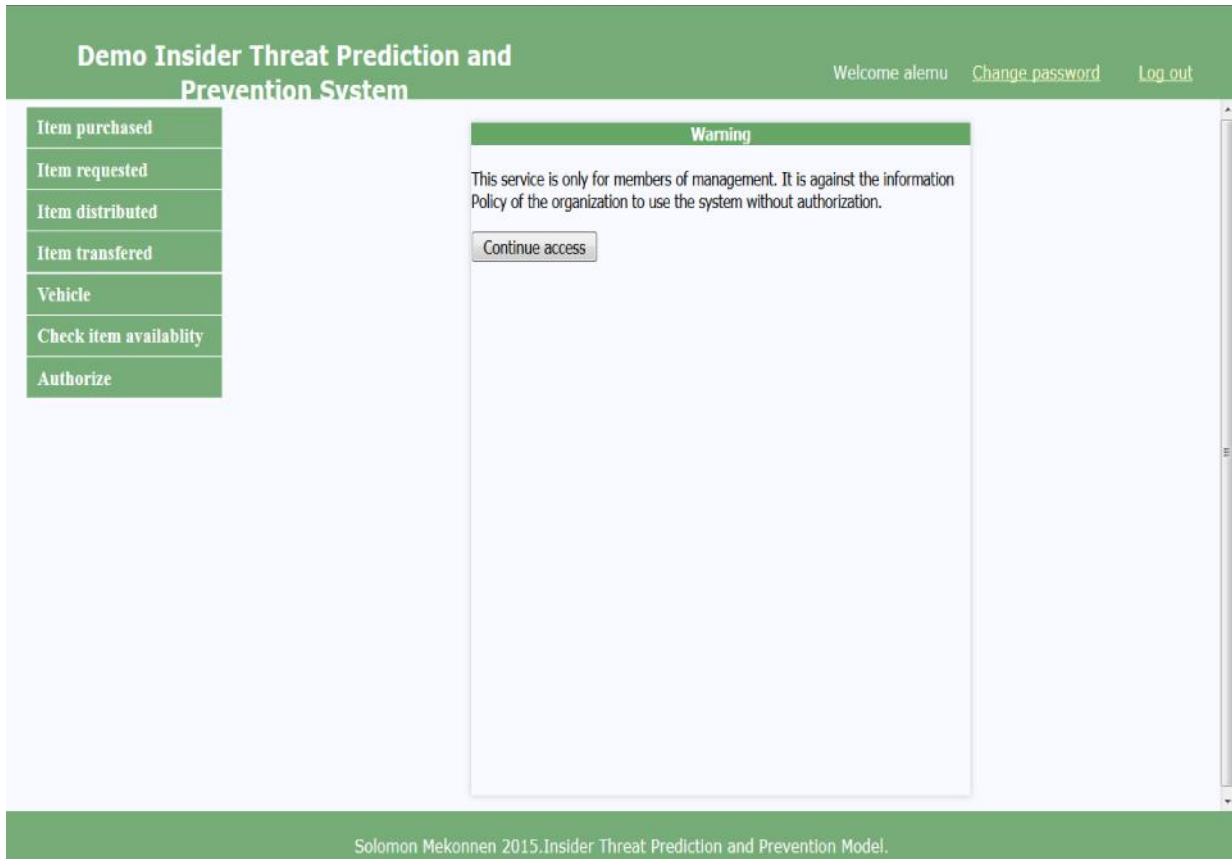 Demo Insider Threat Prediction and
Prevention System
Welcome alemu Change password Log out
Item purchased
Item requested
Item distributed
Item transfered
Vehicle
Check item availablity
Authorize
Warning
This service is only for members of management. It is against the information
Policy of the organization to use the system without authorization.
Continue access
Solomon Mekonnen 2015.Insider Threat Prediction and Prevention Model.